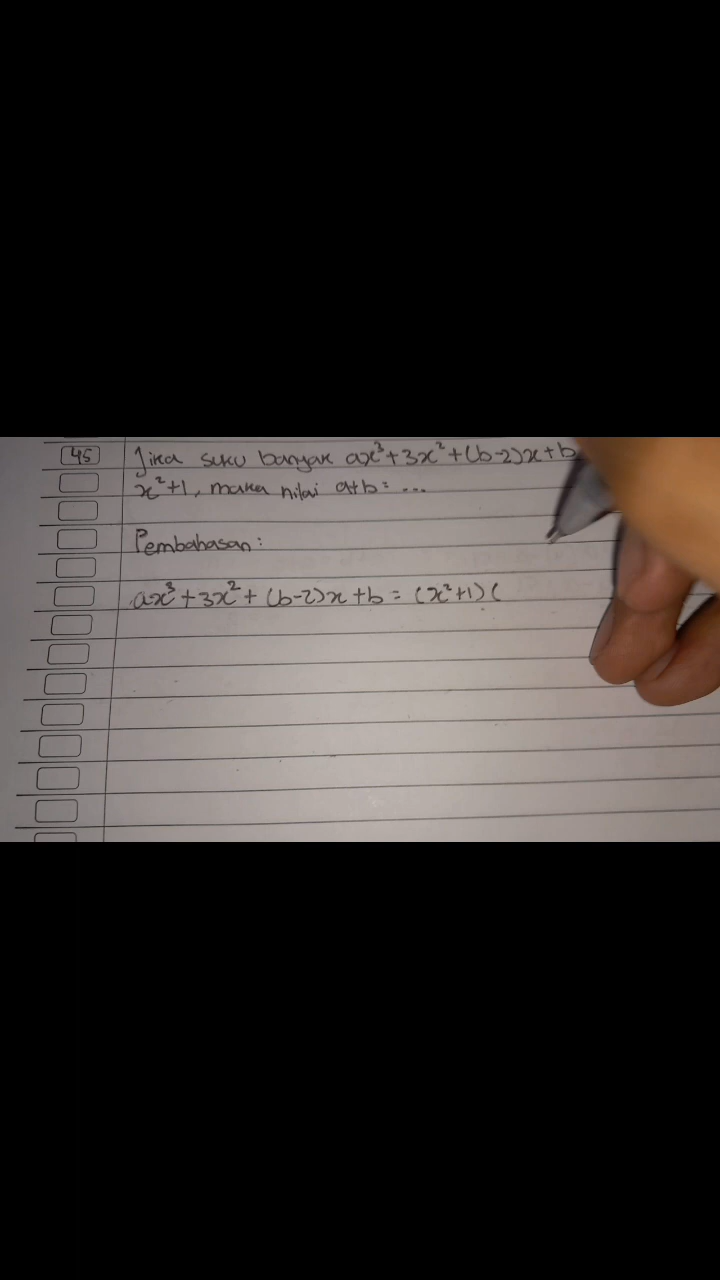 45 Jika suku banyak ax³+3x²+(b-2)x+b
x²+1, maka nilai a+b= ...
Pembahasan:
ax³+3x²+(b-2)x+b = (x²+1)(